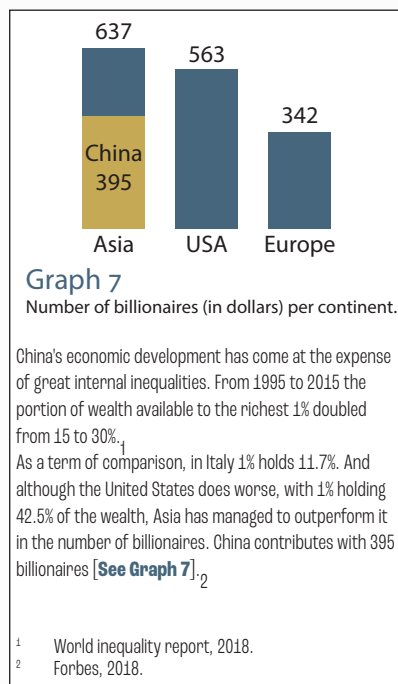 637
563
342
China
395
Asia USA Europe
Graph 7
Number of billionaires (in dollars) per continent.
China's economic development has come at the expense
of great internal inequalities. From 1995 to 2015 the
portion of wealth available to the richest 1% doubled
from 15 to 30%.1
As a term of comparison, in Italy 1% holds 11.7%. And
although the United States does worse, with 1% holding
42.5% of the wealth, Asia has managed to outperform it
in the number of billionaires. China contributes with 395
billionaires [See Graph 7].2
1 World inequality report, 2018.
2 Forbes, 2018.